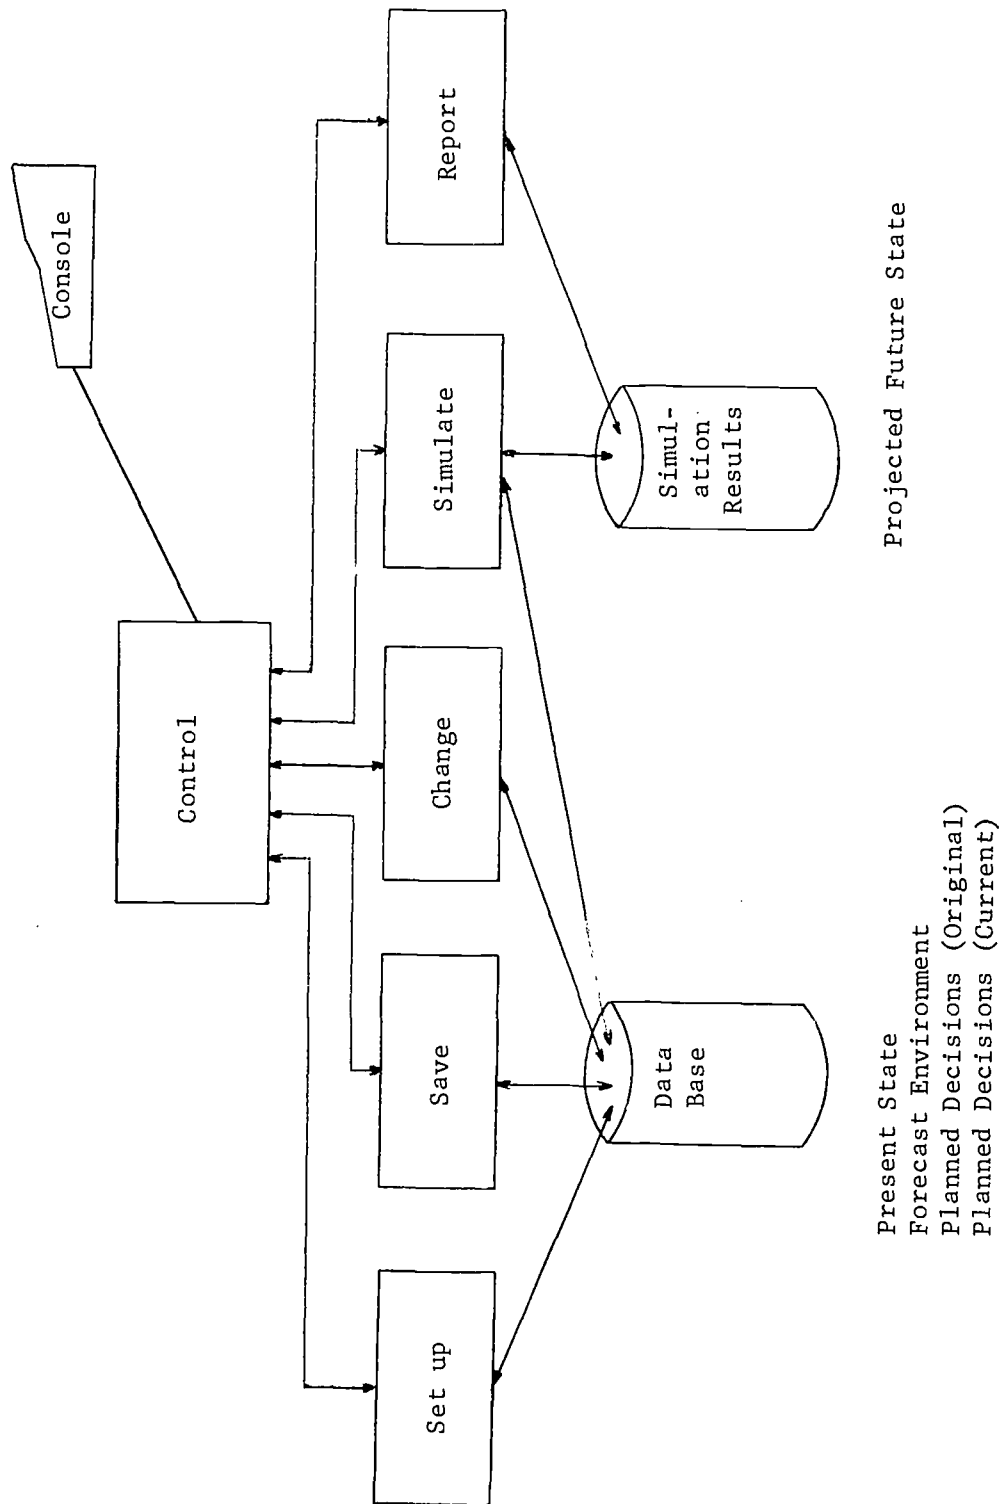 Console
Control
Set up
Save
Change
Simulate
Report
Data
Base
Simul-
ation
Results
Present State
Forecast Environment
Planned Decisions (Original)
Planned Decisions (Current)
Projected Future State